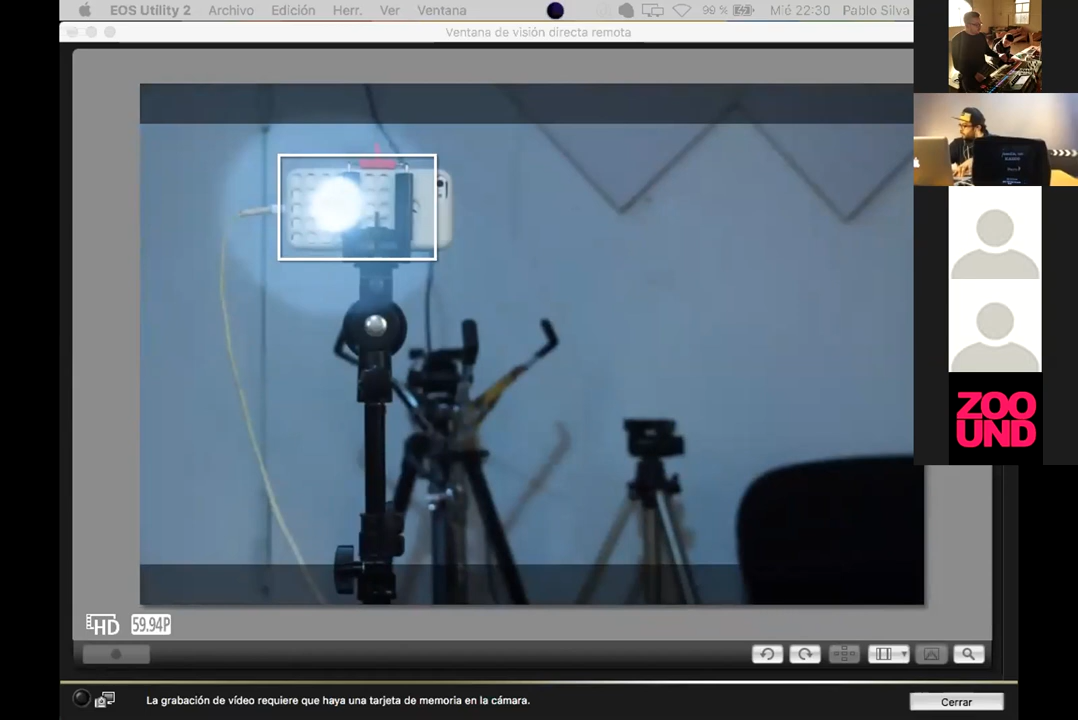 EOS Utility 2 Archivo Edición Herr. Ver Ventana 99 % Mié 22:30 Pablo Silva
Ventana de visión directa remota
ZOO
UND
HD 59.94P
La grabación de vídeo requiere que haya una tarjeta de memoria en la cámara.
Cerrar